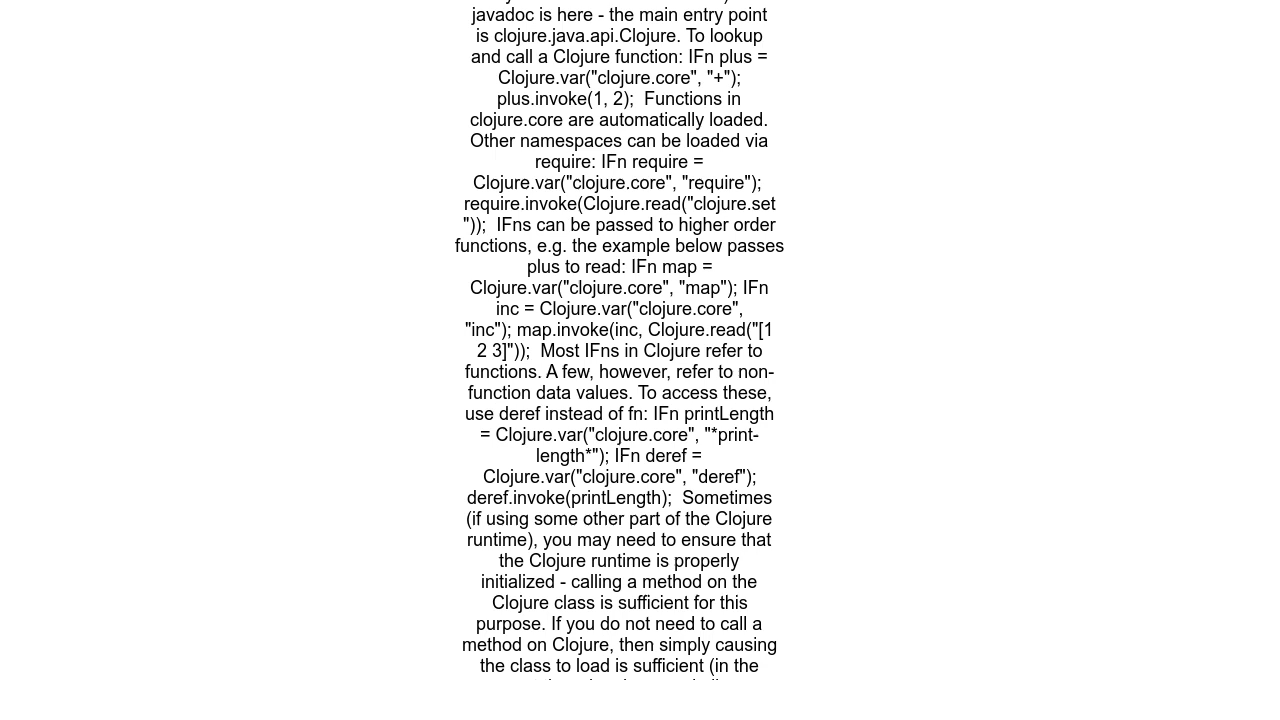 javadoc is here - the main entry point
is clojure.java.api.Clojure. To lookup
and call a Clojure function: IFn plus =
Clojure.var("clojure.core", "+");
plus.invoke(1, 2);  Functions in
clojure.core are automatically loaded.
Other namespaces can be loaded via
require: IFn require =
Clojure.var("clojure.core", "require");
require.invoke(Clojure.read("clojure.set
"));  IFns can be passed to higher order
functions, e.g. the example below passes
plus to read: IFn map =
Clojure.var("clojure.core", "map"); IFn
inc = Clojure.var("clojure.core",
"inc"); map.invoke(inc, Clojure.read("[1
2 3]"));  Most IFns in Clojure refer to
functions. A few, however, refer to non-
function data values. To access these,
use deref instead of fn: IFn printLength
= Clojure.var("clojure.core", "*print-
length*"); IFn deref =
Clojure.var("clojure.core", "deref");
deref.invoke(printLength);  Sometimes
(if using some other part of the Clojure
runtime), you may need to ensure that
the Clojure runtime is properly
initialized - calling a method on the
Clojure class is sufficient for this
purpose. If you do not need to call a
method on Clojure, then simply causing
the class to load is sufficient (in the